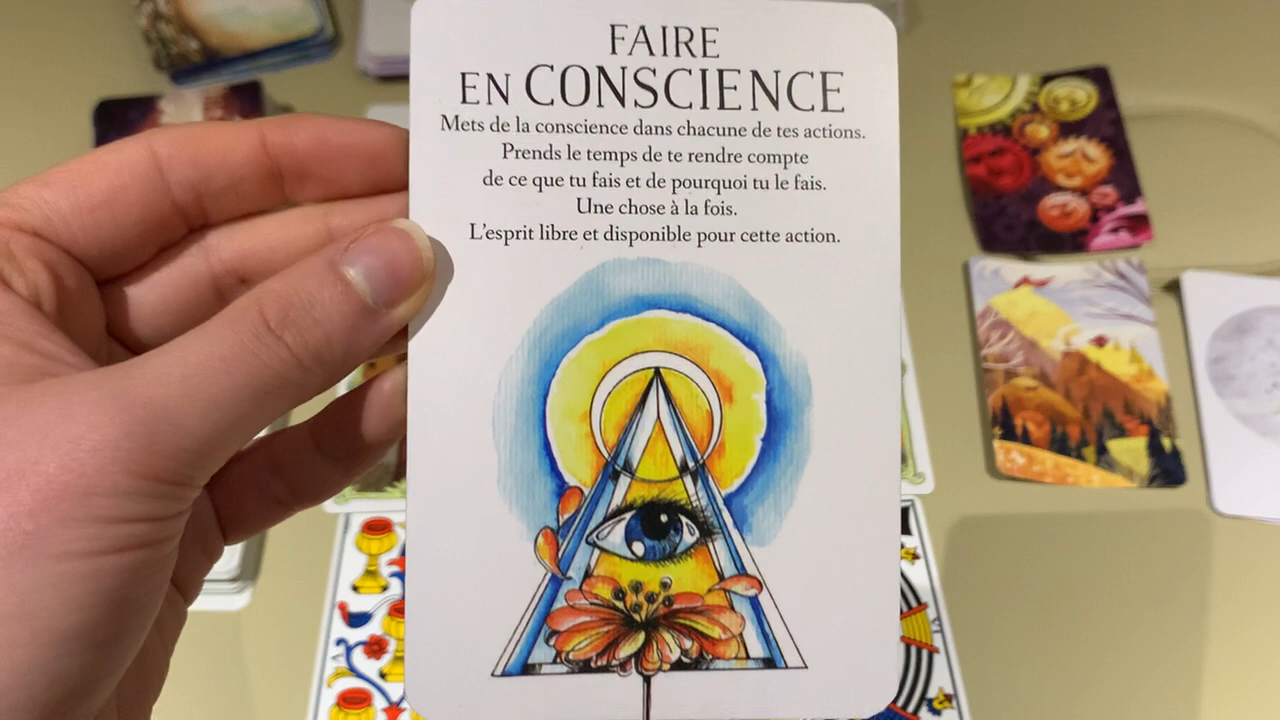 FAIRE
EN CONSCIENCE
Mets de la conscience dans chacune de tes actions.
Prends le temps de te rendre compte
de ce que tu fais et de pourquoi tu le fais.
Une chose à la fois.
L'esprit libre et disponible pour cette action.